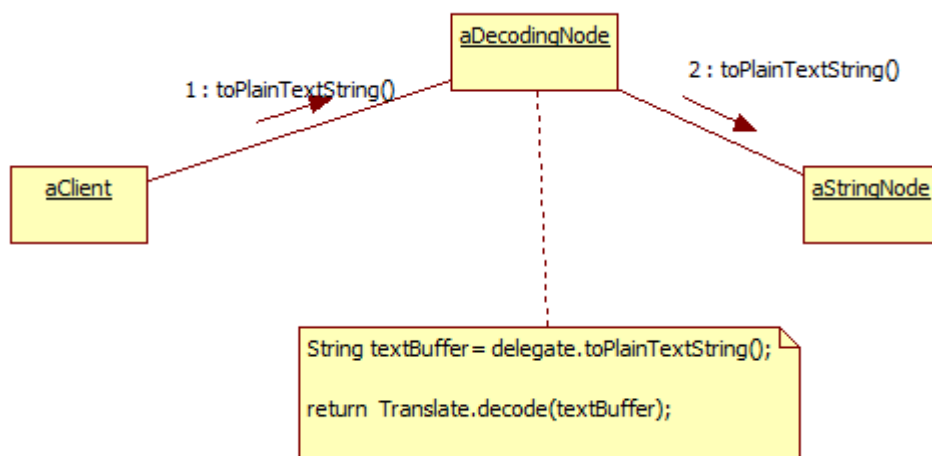 aDecodingNode
1 : toPlainTextString()
2 : toPlainTextString()
aClient
aStringNode
String textBuffer= delegate.toPlainTextString();
return Translate.decode(textBuffer);